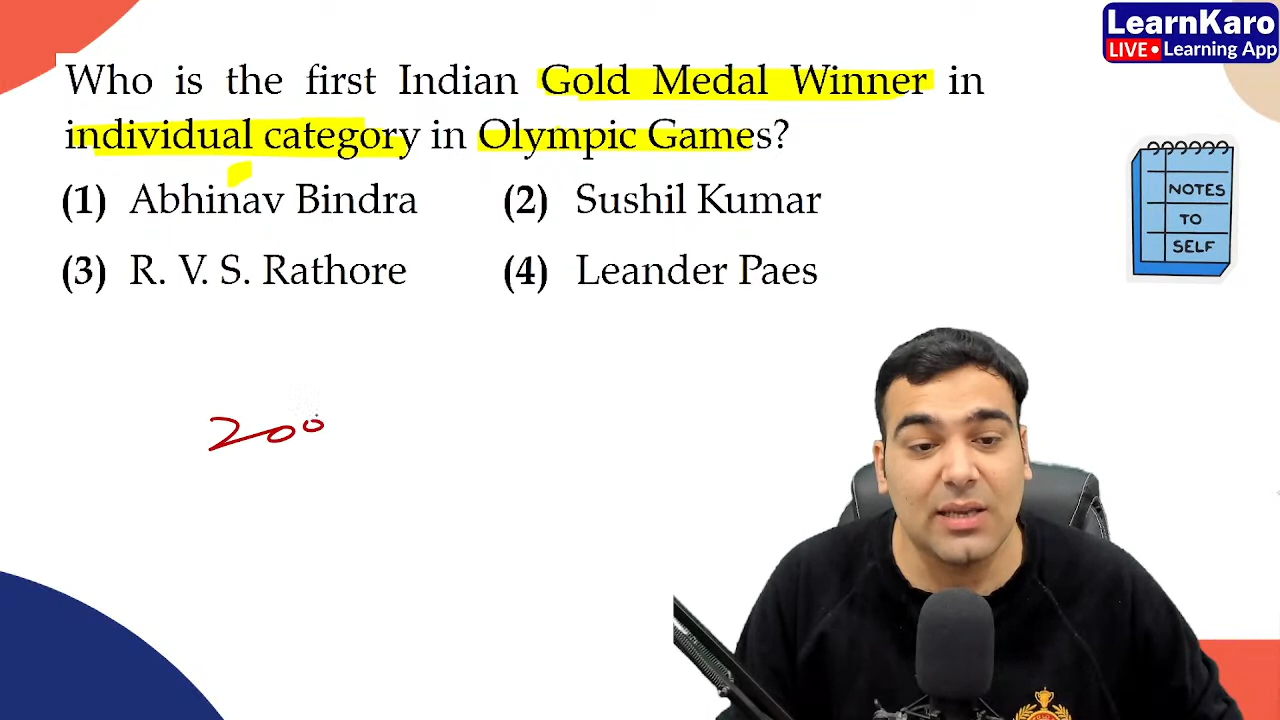 LearnKaro
LIVE • Learning App
Who is the first Indian Gold Medal Winner in
individual category in Olympic Games?
(1) Abhinav Bindra (2) Sushil Kumar
(3) R. V. S. Rathore (4) Leander Paes
NOTES
TO
SELF
200